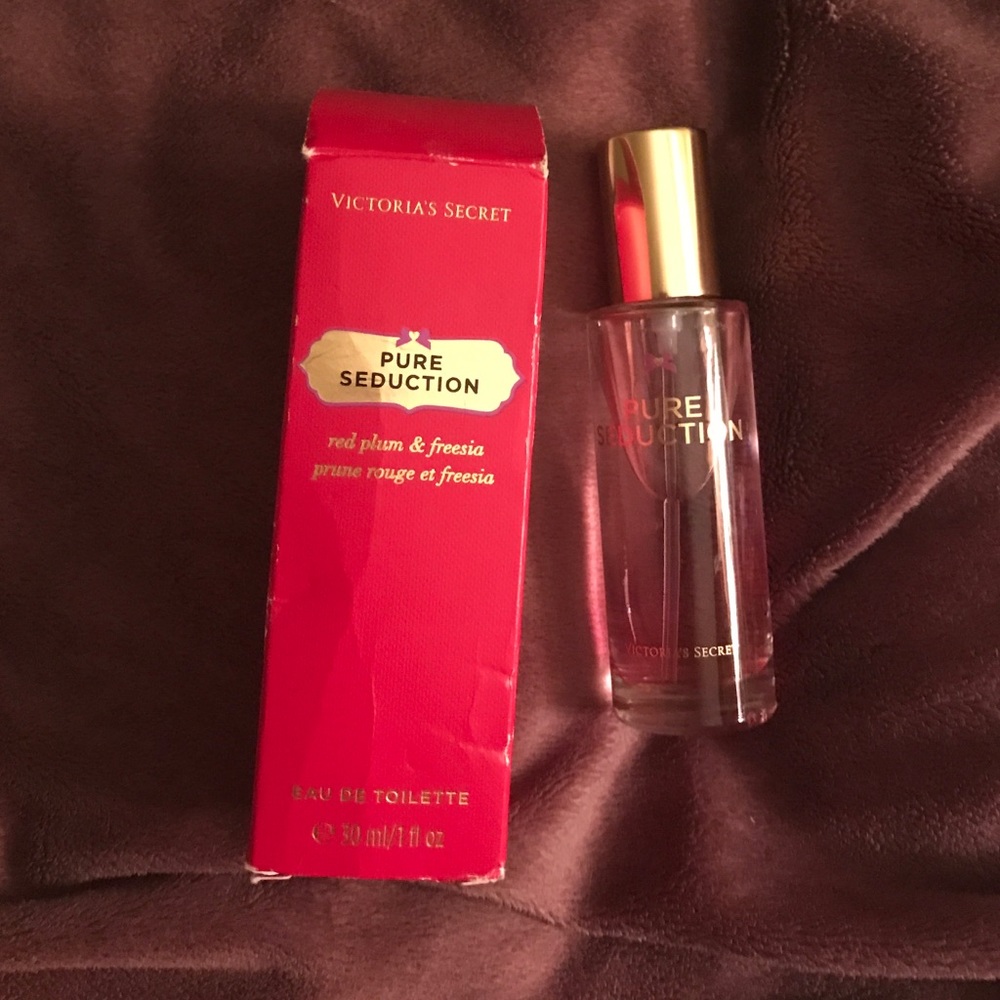 VICTORIA'S SECRET
PURE
SEDUCTION
red plum & freesia
prune rouge et freesia
EAU DE TOILETTE
℮ 30 ml/1 fl oz
PURE
SEDUCTION
VICTORIA'S SECRET